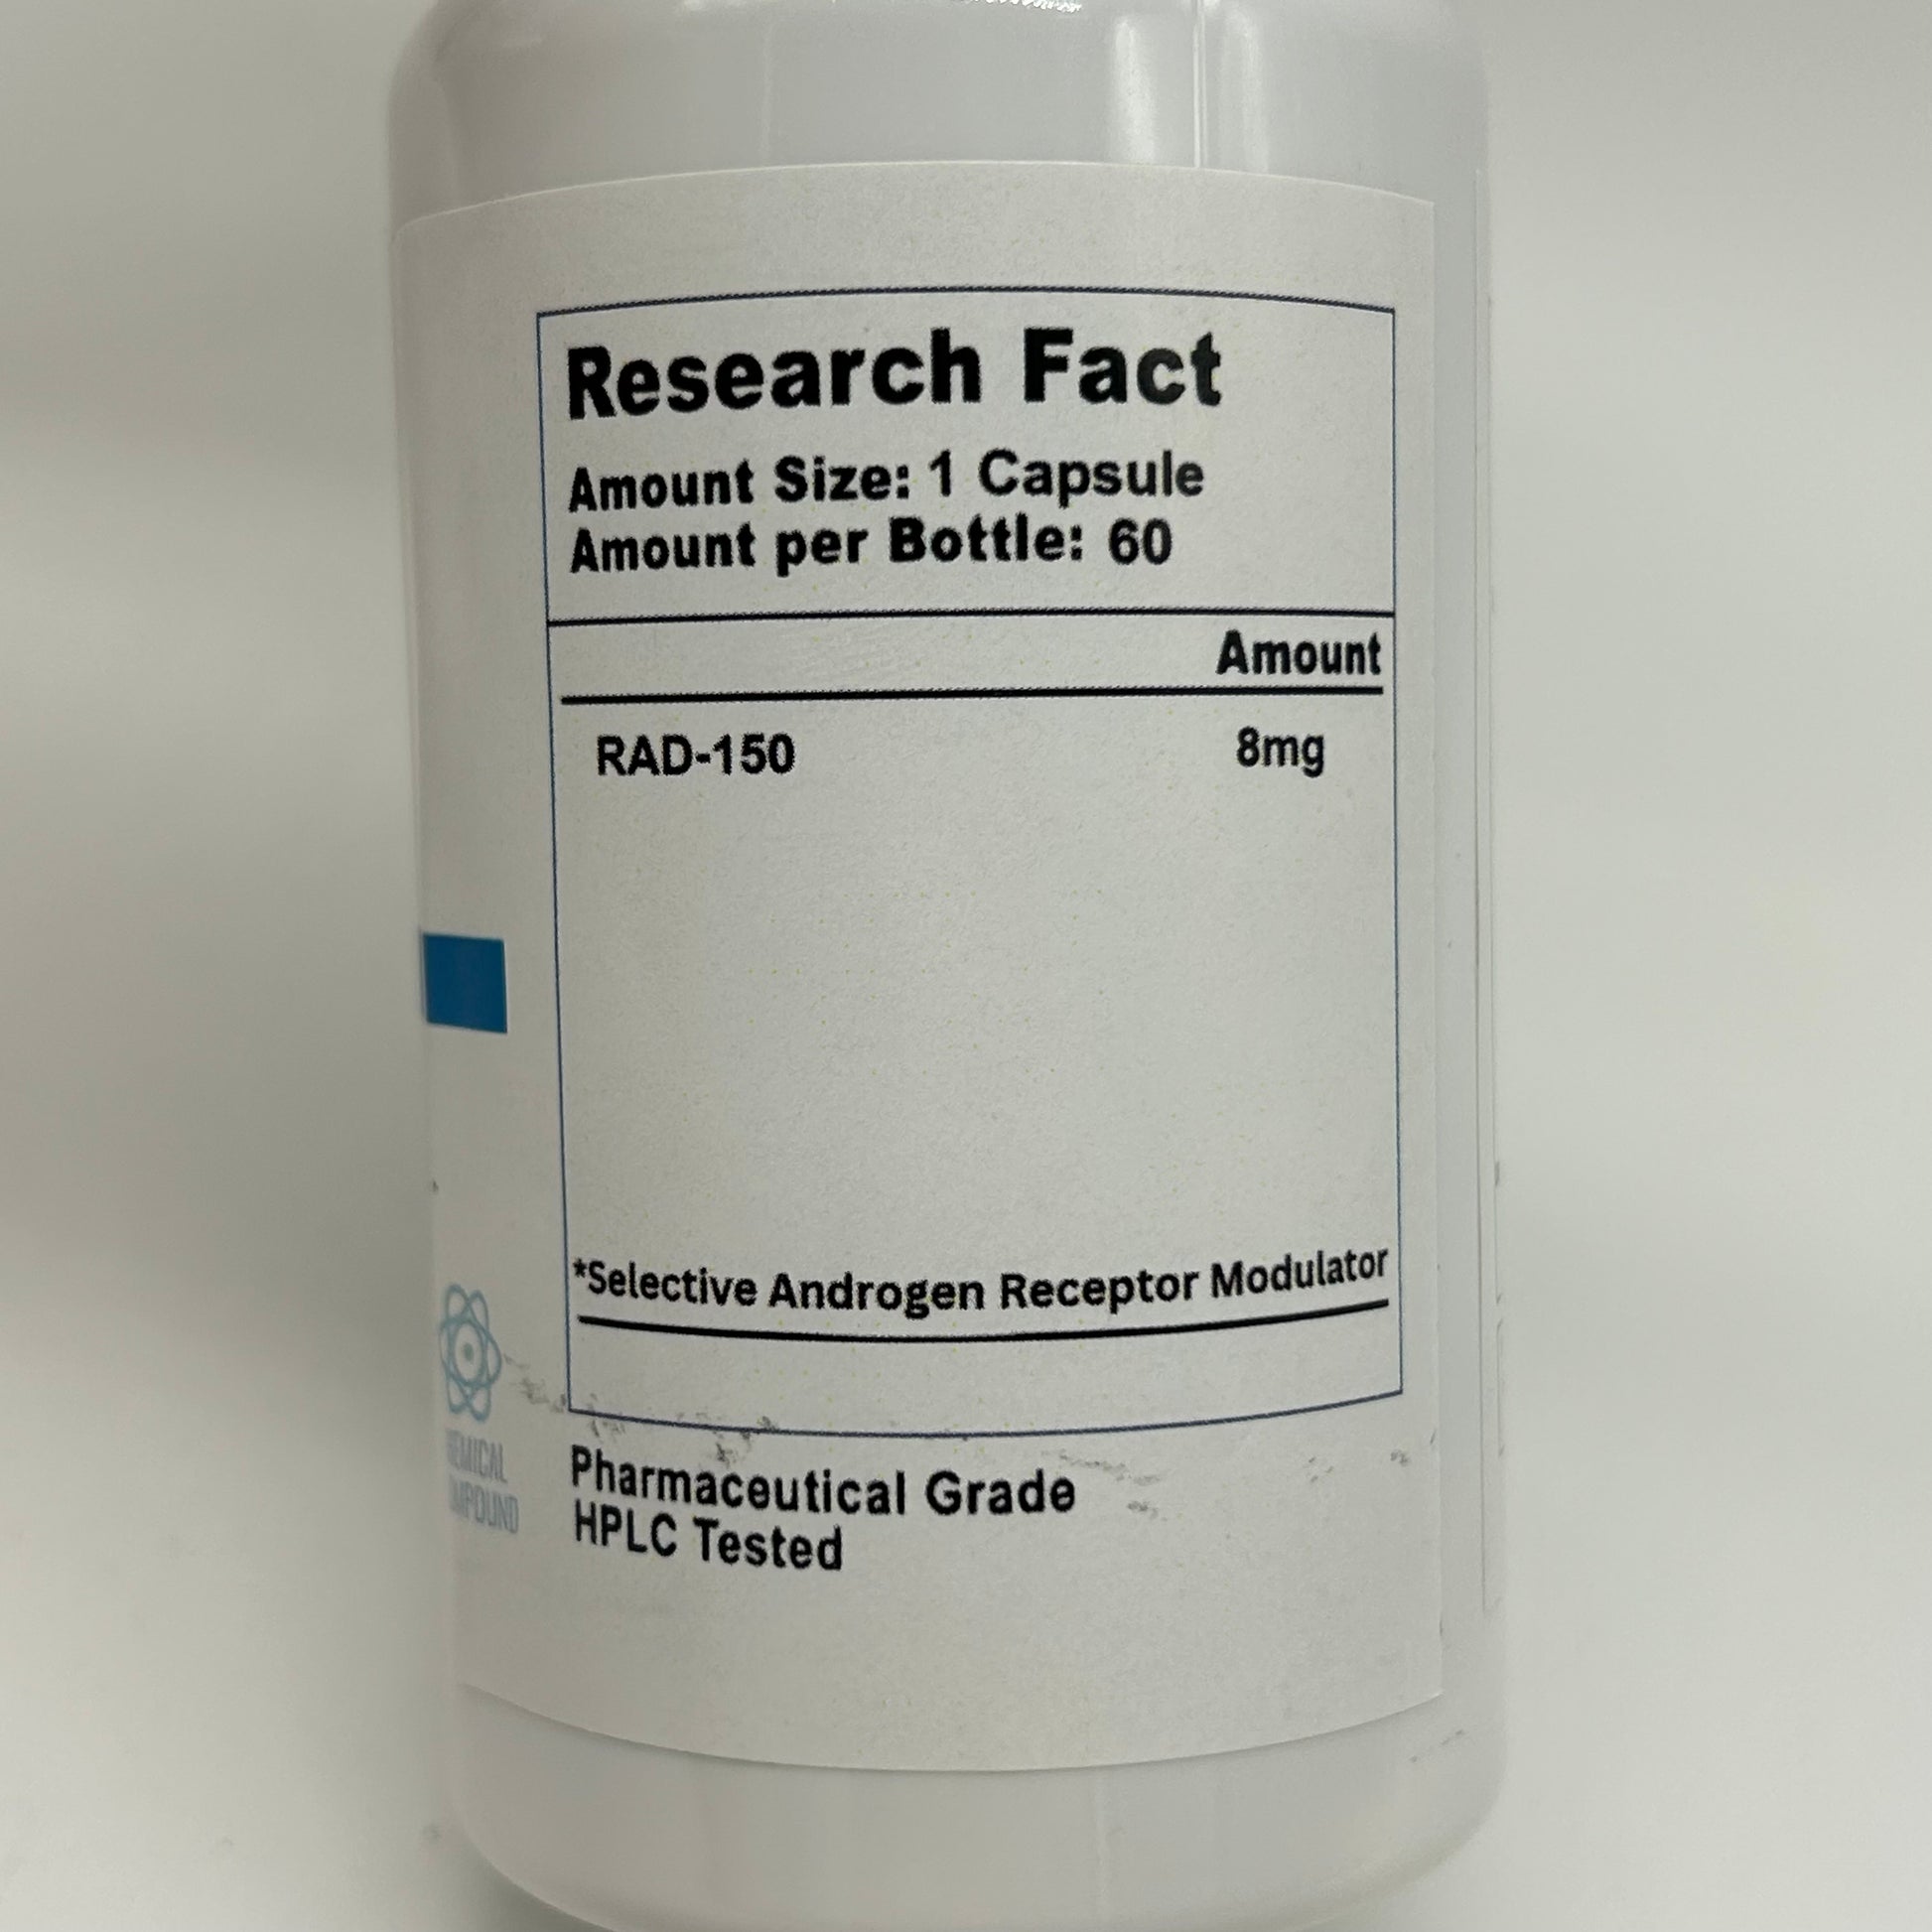 Research Fact
Amount Size: 1 Capsule
Amount per Bottle: 60
Amount
RAD-150 8mg
*Selective Androgen Receptor Modulator
Pharmaceutical Grade
HPLC Tested